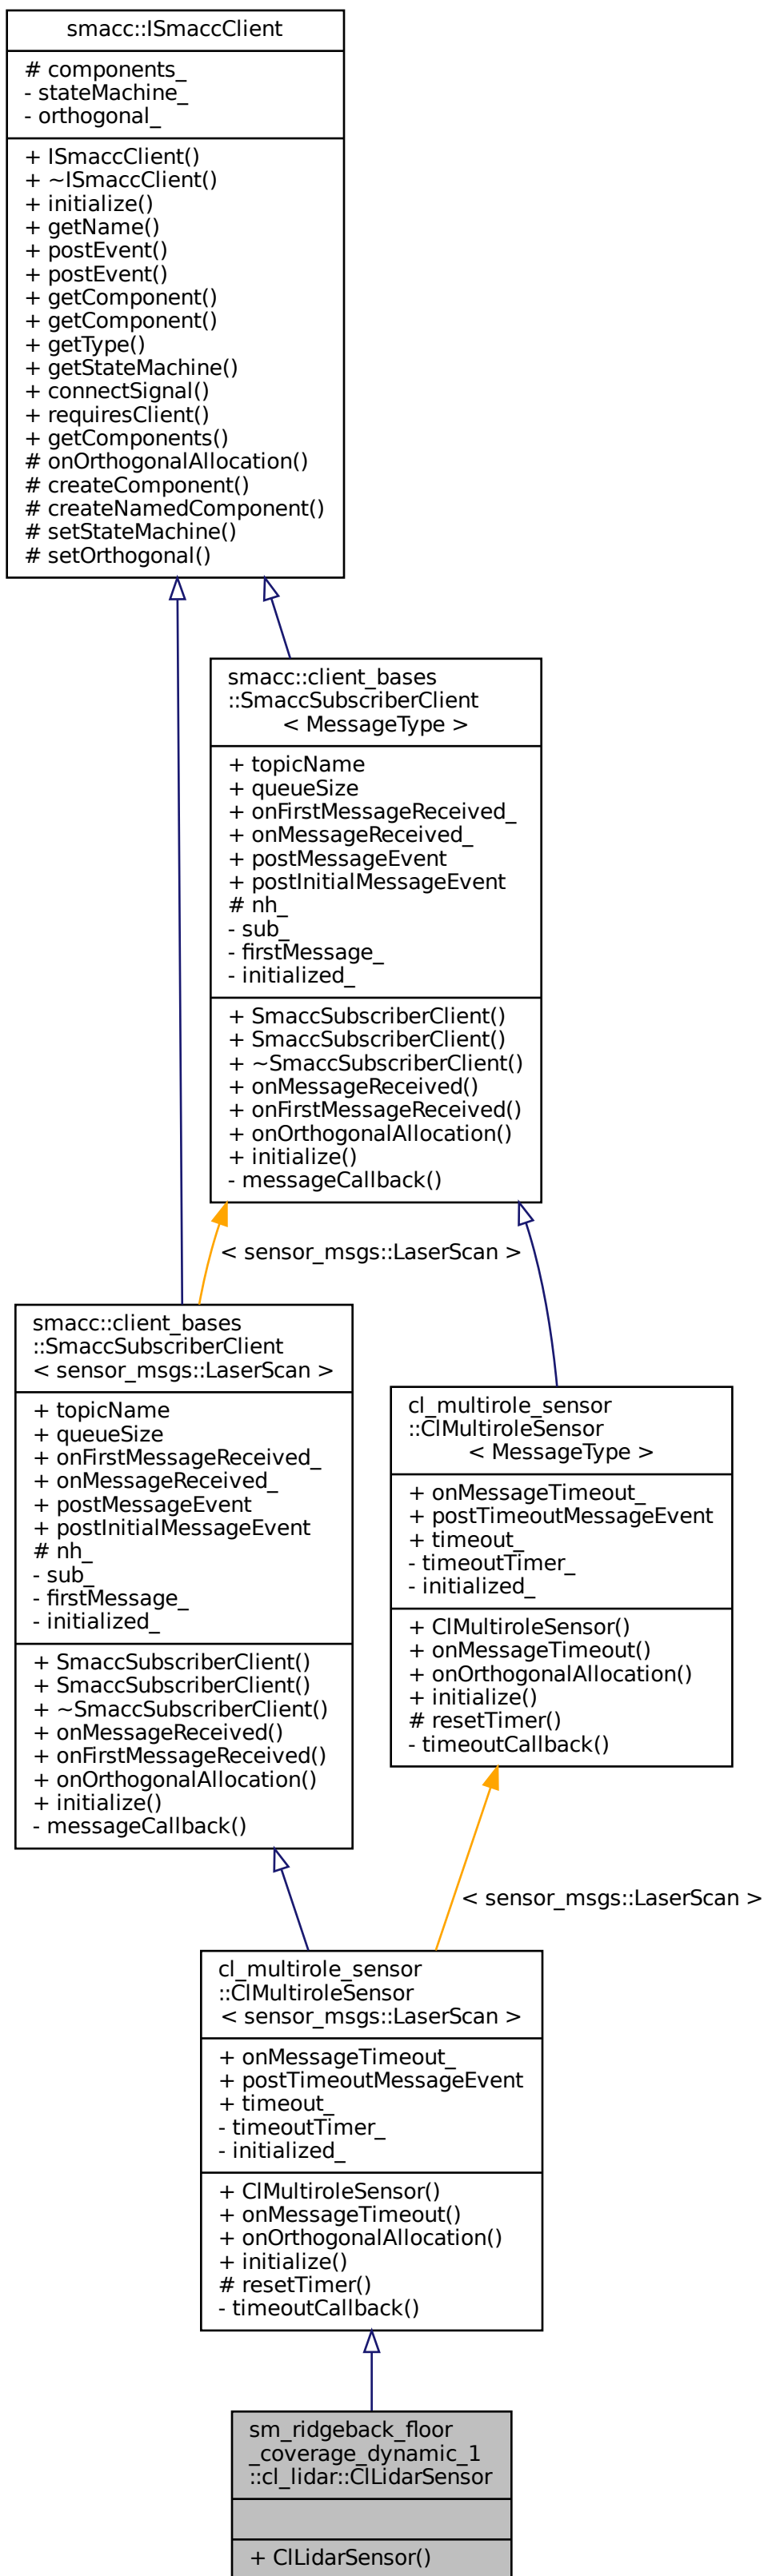 smacc::ISmaccClient
# components_
- stateMachine_
- orthogonal_
+ ISmaccClient()
+ ~ISmaccClient()
+ initialize()
+ getName()
+ postEvent()
+ postEvent()
+ getComponent()
+ getComponent()
+ getType()
+ getStateMachine()
+ connectSignal()
+ requiresClient()
+ getComponents()
# onOrthogonalAllocation()
# createComponent()
# createNamedComponent()
# setStateMachine()
# setOrthogonal()
smacc::client_bases
::SmaccSubscriberClient
< MessageType >
+ topicName
+ queueSize
+ onFirstMessageReceived_
+ onMessageReceived_
+ postMessageEvent
+ postInitialMessageEvent
# nh_
- sub_
- firstMessage_
- initialized_
+ SmaccSubscriberClient()
+ SmaccSubscriberClient()
+ ~SmaccSubscriberClient()
+ onMessageReceived()
+ onFirstMessageReceived()
+ onOrthogonalAllocation()
+ initialize()
- messageCallback()
< sensor_msgs::LaserScan >
smacc::client_bases
::SmaccSubscriberClient
< sensor_msgs::LaserScan >
+ topicName
+ queueSize
+ onFirstMessageReceived_
+ onMessageReceived_
+ postMessageEvent
+ postInitialMessageEvent
# nh_
- sub_
- firstMessage_
- initialized_
+ SmaccSubscriberClient()
+ SmaccSubscriberClient()
+ ~SmaccSubscriberClient()
+ onMessageReceived()
+ onFirstMessageReceived()
+ onOrthogonalAllocation()
+ initialize()
- messageCallback()
cl_multirole_sensor
::ClMultiroleSensor
< MessageType >
+ onMessageTimeout_
+ postTimeoutMessageEvent
+ timeout_
- timeoutTimer_
- initialized_
+ ClMultiroleSensor()
+ onMessageTimeout()
+ onOrthogonalAllocation()
+ initialize()
# resetTimer()
- timeoutCallback()
< sensor_msgs::LaserScan >
cl_multirole_sensor
::ClMultiroleSensor
< sensor_msgs::LaserScan >
+ onMessageTimeout_
+ postTimeoutMessageEvent
+ timeout_
- timeoutTimer_
- initialized_
+ ClMultiroleSensor()
+ onMessageTimeout()
+ onOrthogonalAllocation()
+ initialize()
# resetTimer()
- timeoutCallback()
sm_ridgeback_floor
_coverage_dynamic_1
::cl_lidar::ClLidarSensor
+ ClLidarSensor()